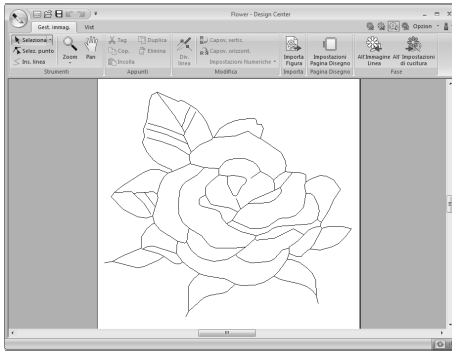 Flower - Design Center
Gest. immag. Vist Opzion
Seleziona
Selez. punto
Ins. linea
Zoom
Pan
Tag.
Cop.
Incolla
Duplica
Elimina
Div. linea
Capov. vertic.
Capov. orizzont.
Impostazioni Numeriche
Importa Figura
Impostazioni Pagina Disegno
All'Immagine Linea
All' Impostazioni di cucitura
Strumenti Appunti Modifica Importa Pagina Disegno Fase